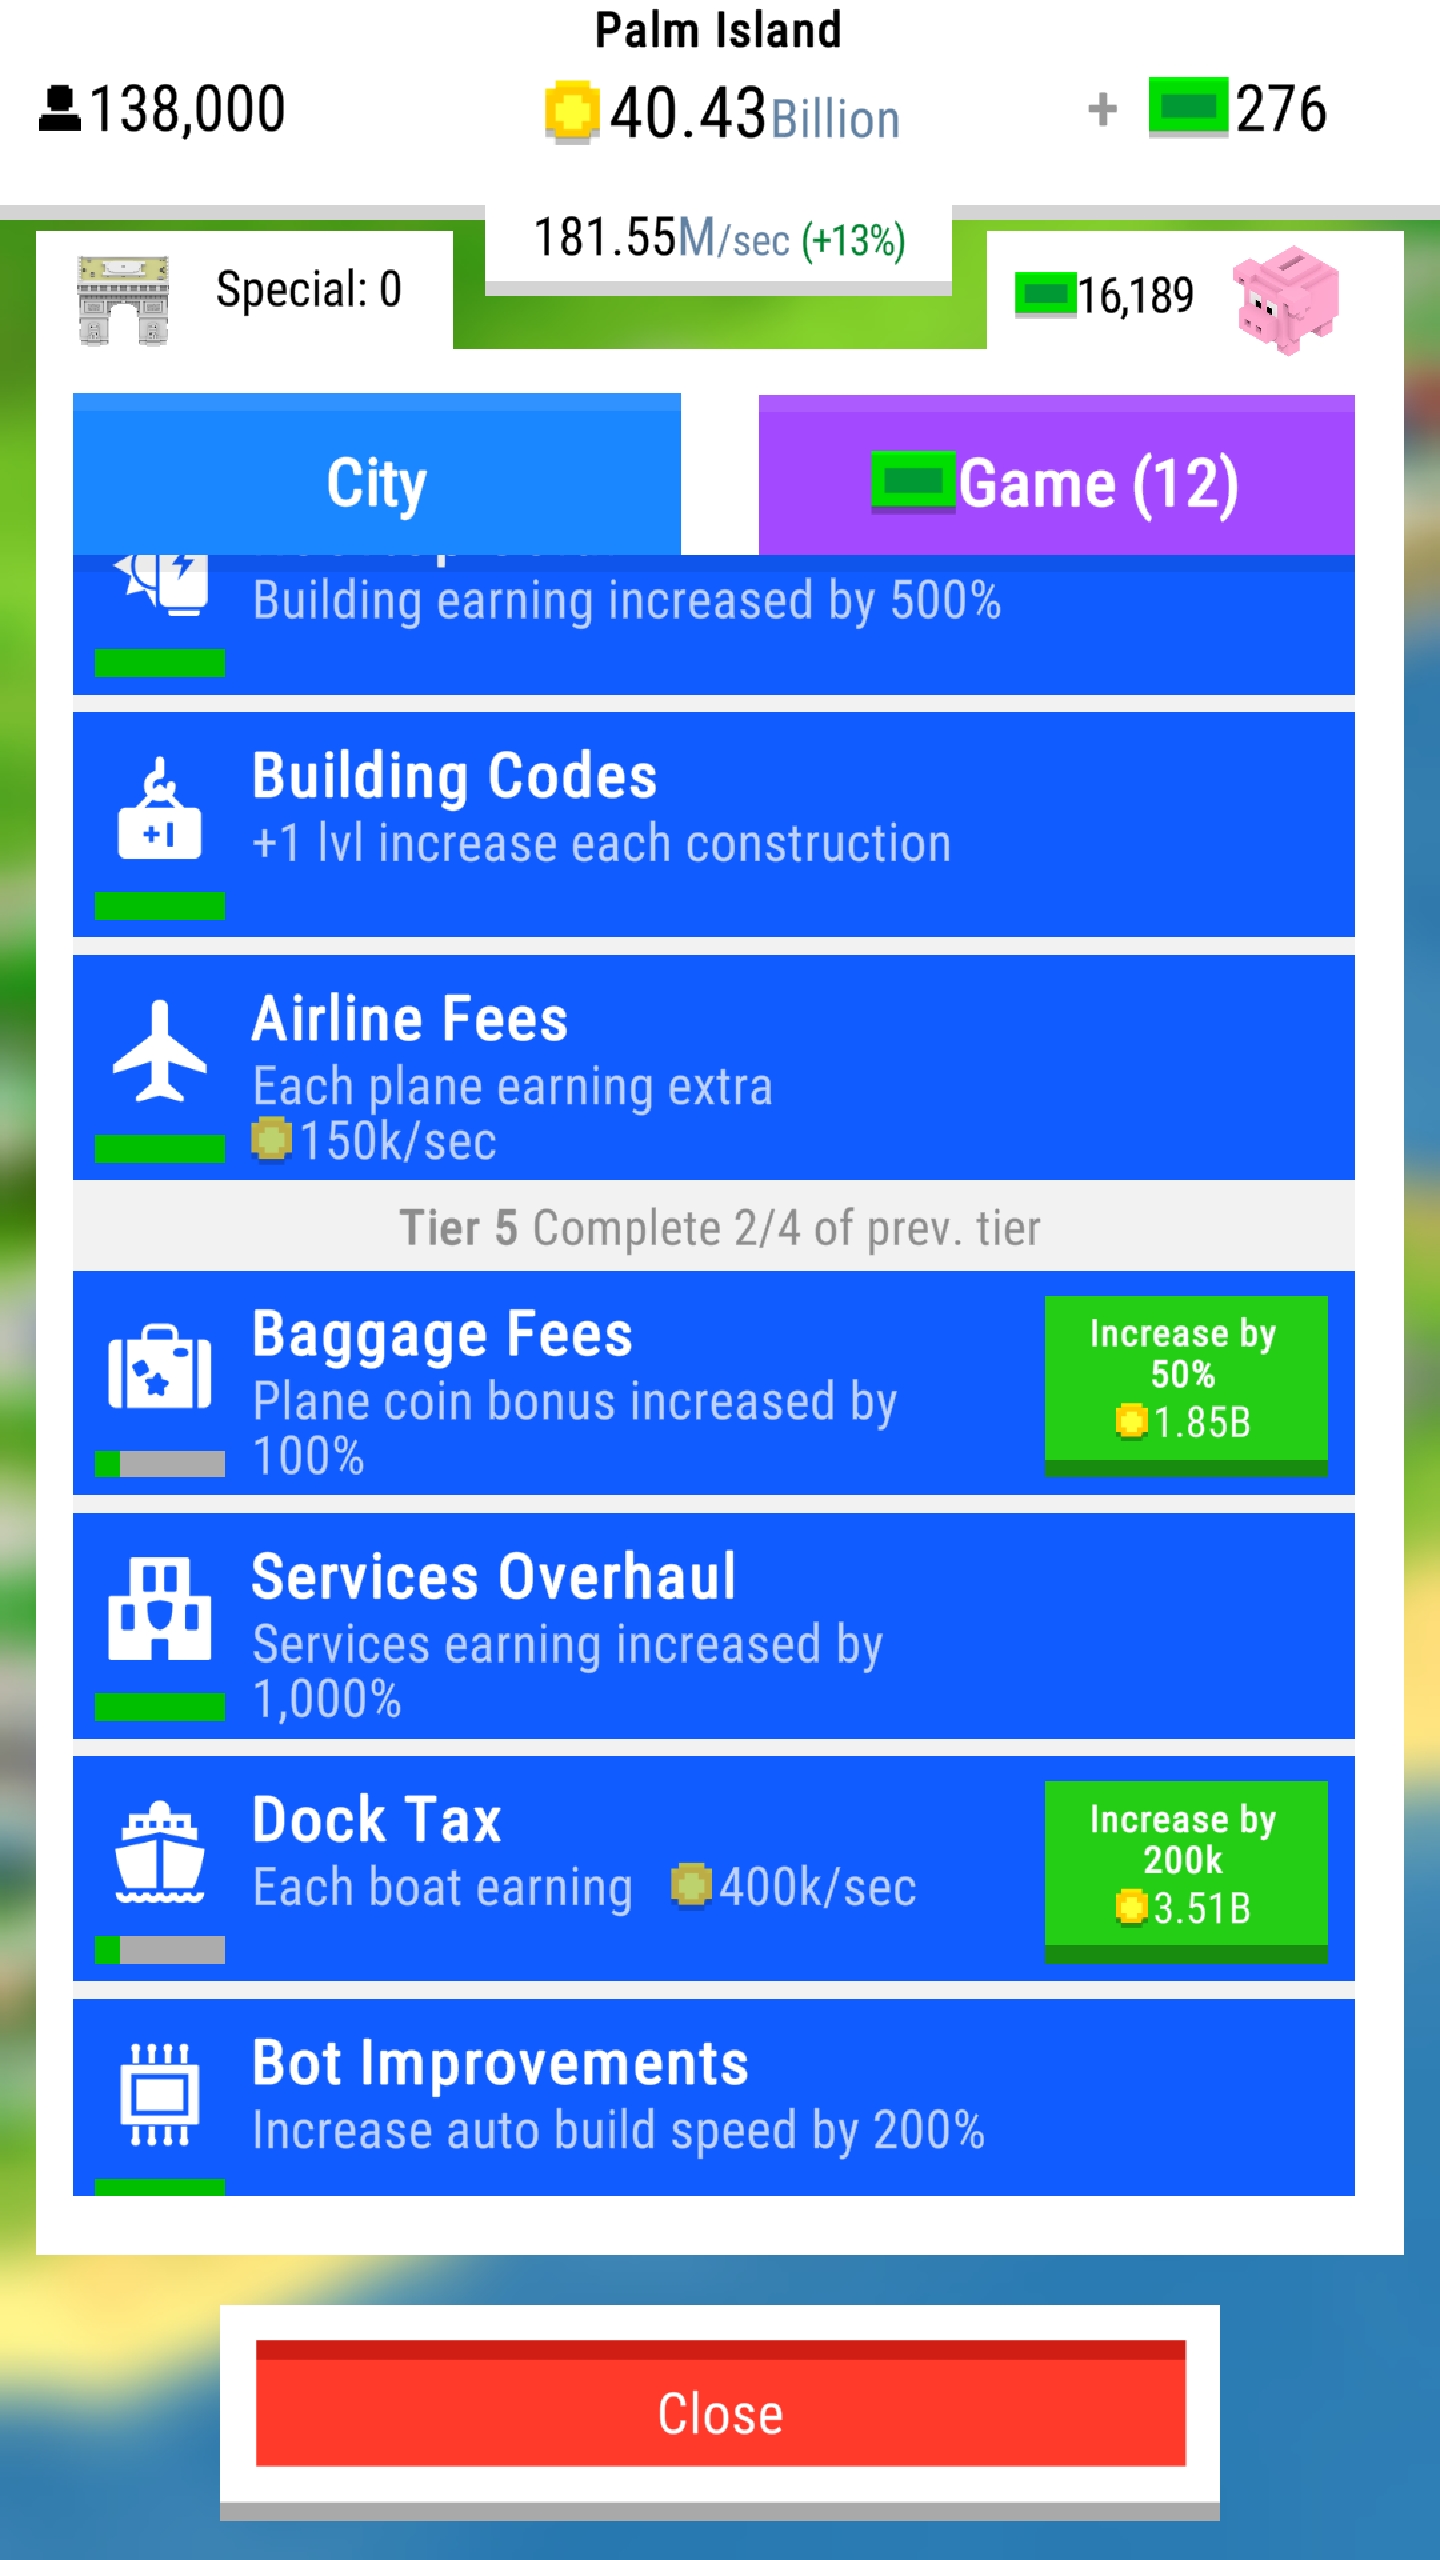 Palm Island
138,000
40.43Billion
+ 276
181.55M/sec (+13%)
Special: 0
16,189
City
Game (12)
Building earning increased by 500%
Building Codes
+1
+1 lvl increase each construction
Airline Fees
Each plane earning extra
150k/sec
Tier 5 Complete 2/4 of prev. tier
Baggage Fees
Plane coin bonus increased by
100%
Increase by
50%
1.85B
Services Overhaul
Services earning increased by
1,000%
Dock Tax
Each boat earning 400k/sec
Increase by
200k
3.51B
Bot Improvements
Increase auto build speed by 200%
Close